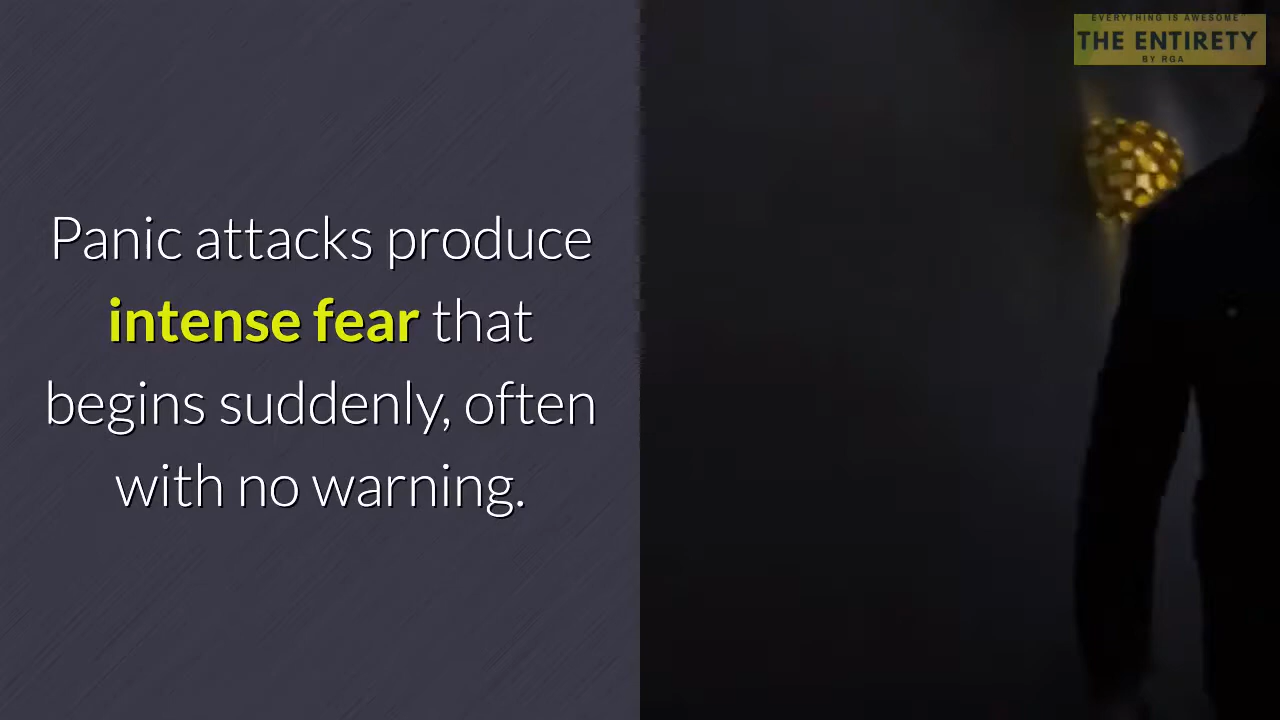 EVERYTHING IS AWESOME
THE ENTIRETY
BY RGA
Panic attacks produce
intense fear that
begins suddenly, often
with no warning.